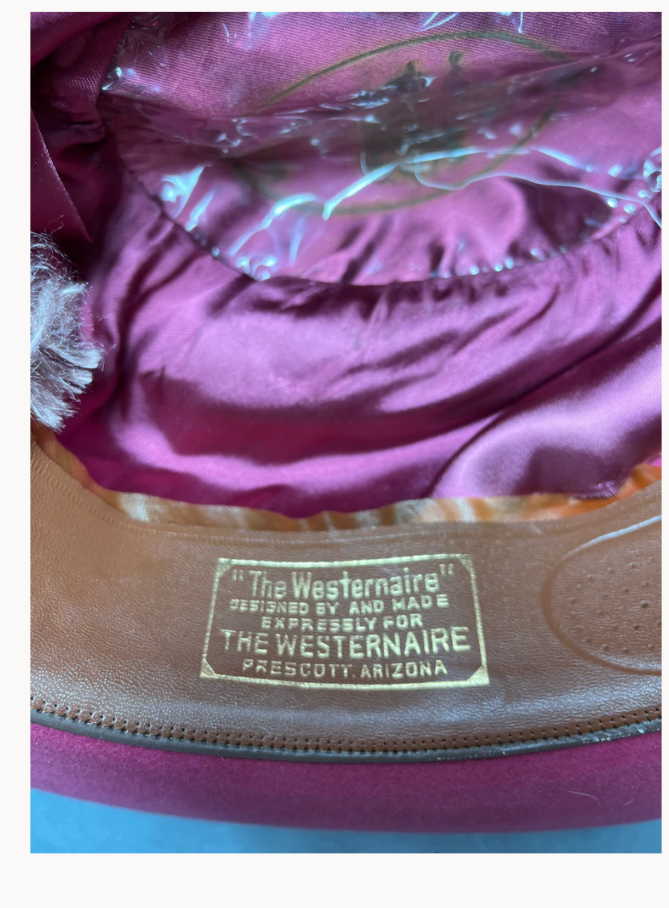 "The Westernaire"
DESIGNED BY AND MADE
EXPRESSLY FOR
THE WESTERNAIRE
PRESCOTT. ARIZONA